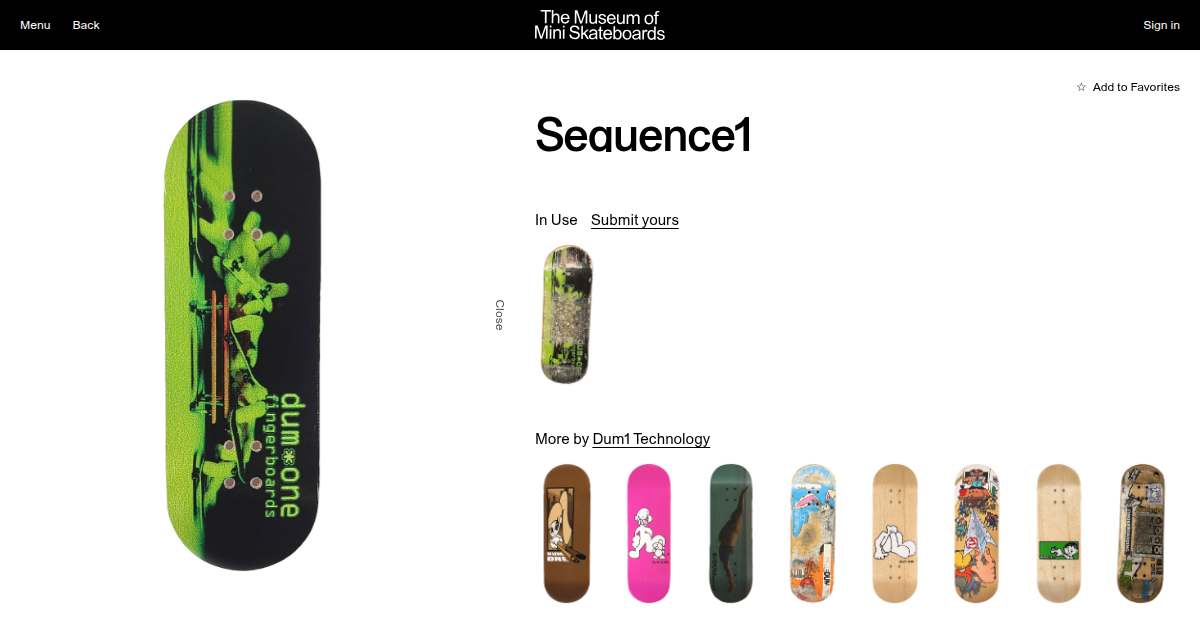 Menu
Back
The Museum of
Mini Skateboards
Sign in
☆ Add to Favorites
dum*one
fingerboards
Sequence1
In Use
Submit yours
Close
More by Dum1 Technology